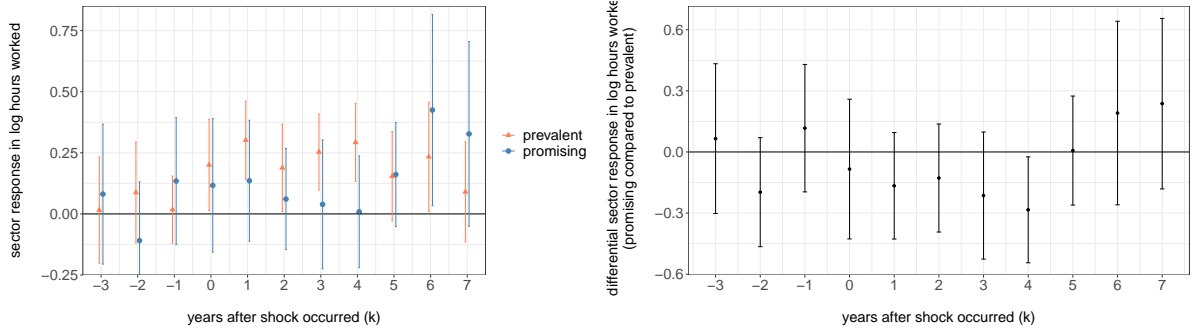 sector response in log hours worked
0.75
0.50
0.25
0.00
−0.25
−3 −2 −1 0 1 2 3 4 5 6 7
years after shock occurred (k)
prevalent
promising
differential sector response in log hours worke
(promising compared to prevalent)
0.6
0.3
0.0
−0.3
−0.6
−3 −2 −1 0 1 2 3 4 5 6 7
years after shock occurred (k)